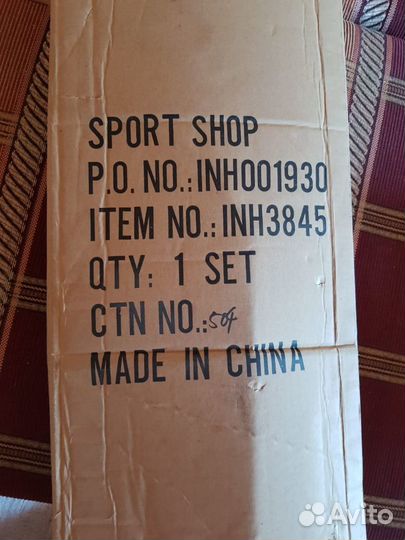 SPORT SHOP
P.O. NO.:INH001930
ITEM NO.: INH3845
QTY: 1 SET
CTN NO.:504
MADE IN CHINA
Avito